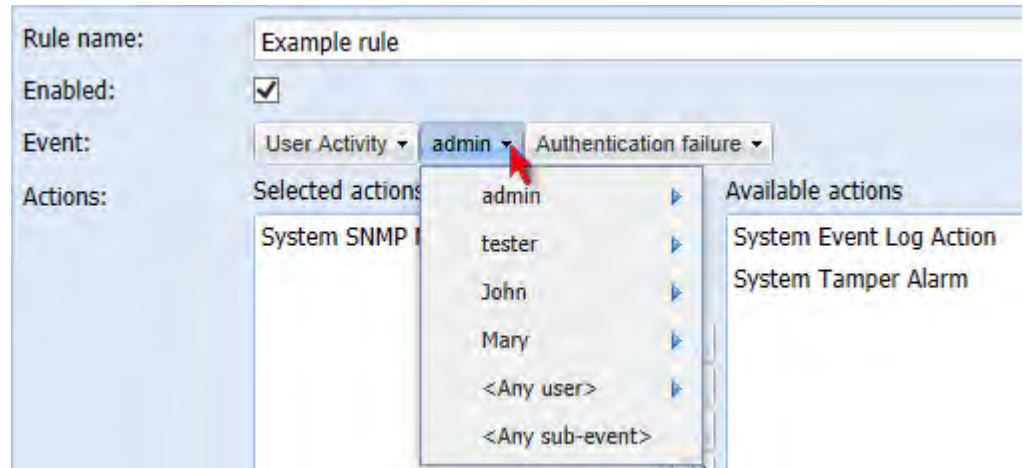 Rule name: Example rule
Enabled:
Event: User Activity admin Authentication failure
Actions: Selected actions Available actions
System SNMP
admin
tester
John
Mary
<Any user>
<Any sub-event>
System Event Log Action
System Tamper Alarm